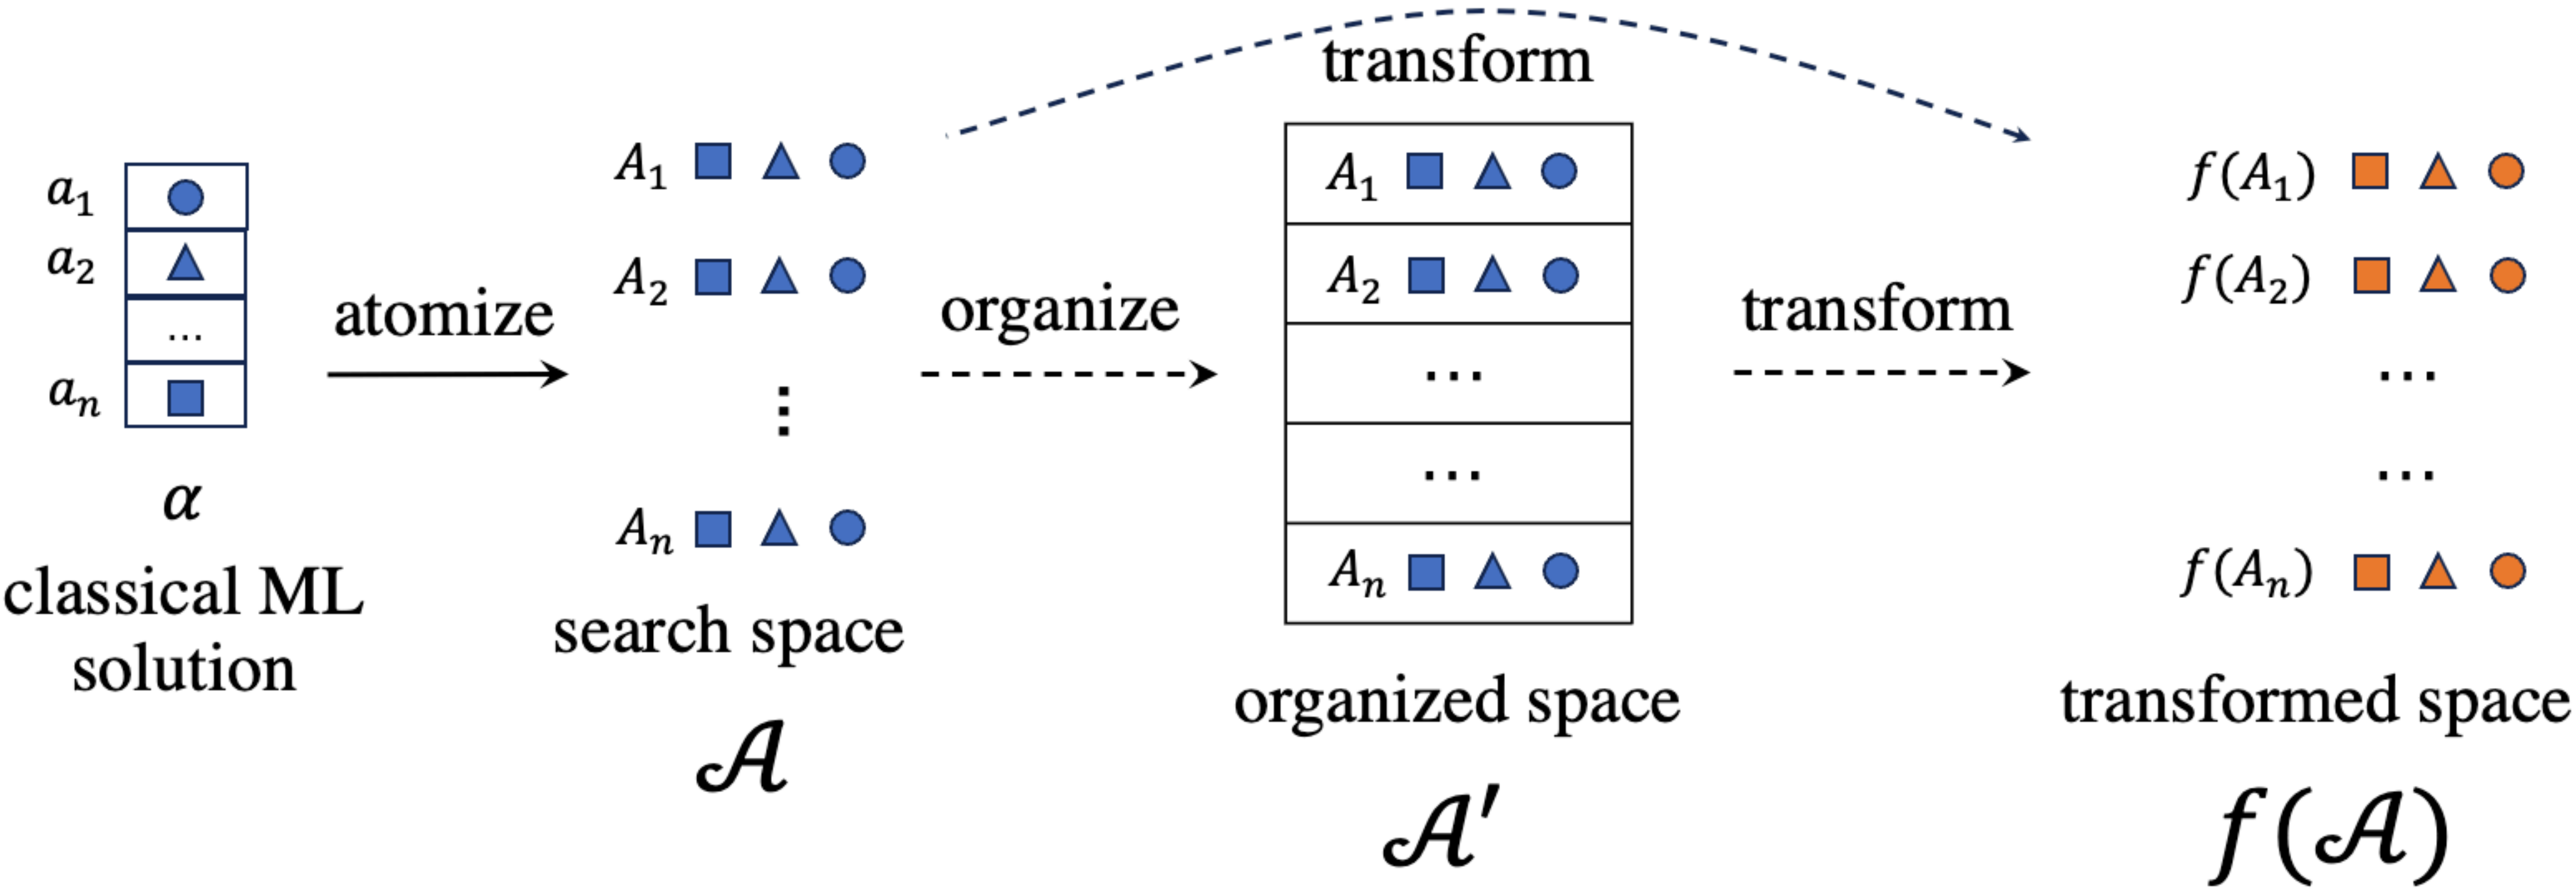 a₁
a₂
...
aₙ
α
classical ML
solution
atomize
A₁
A₂
⋮
Aₙ
search space
𝒜
organize
transform
A₁
A₂
...
...
Aₙ
organized space
𝒜′
transform
f(A₁)
f(A₂)
...
...
f(Aₙ)
transformed space
f(𝒜)